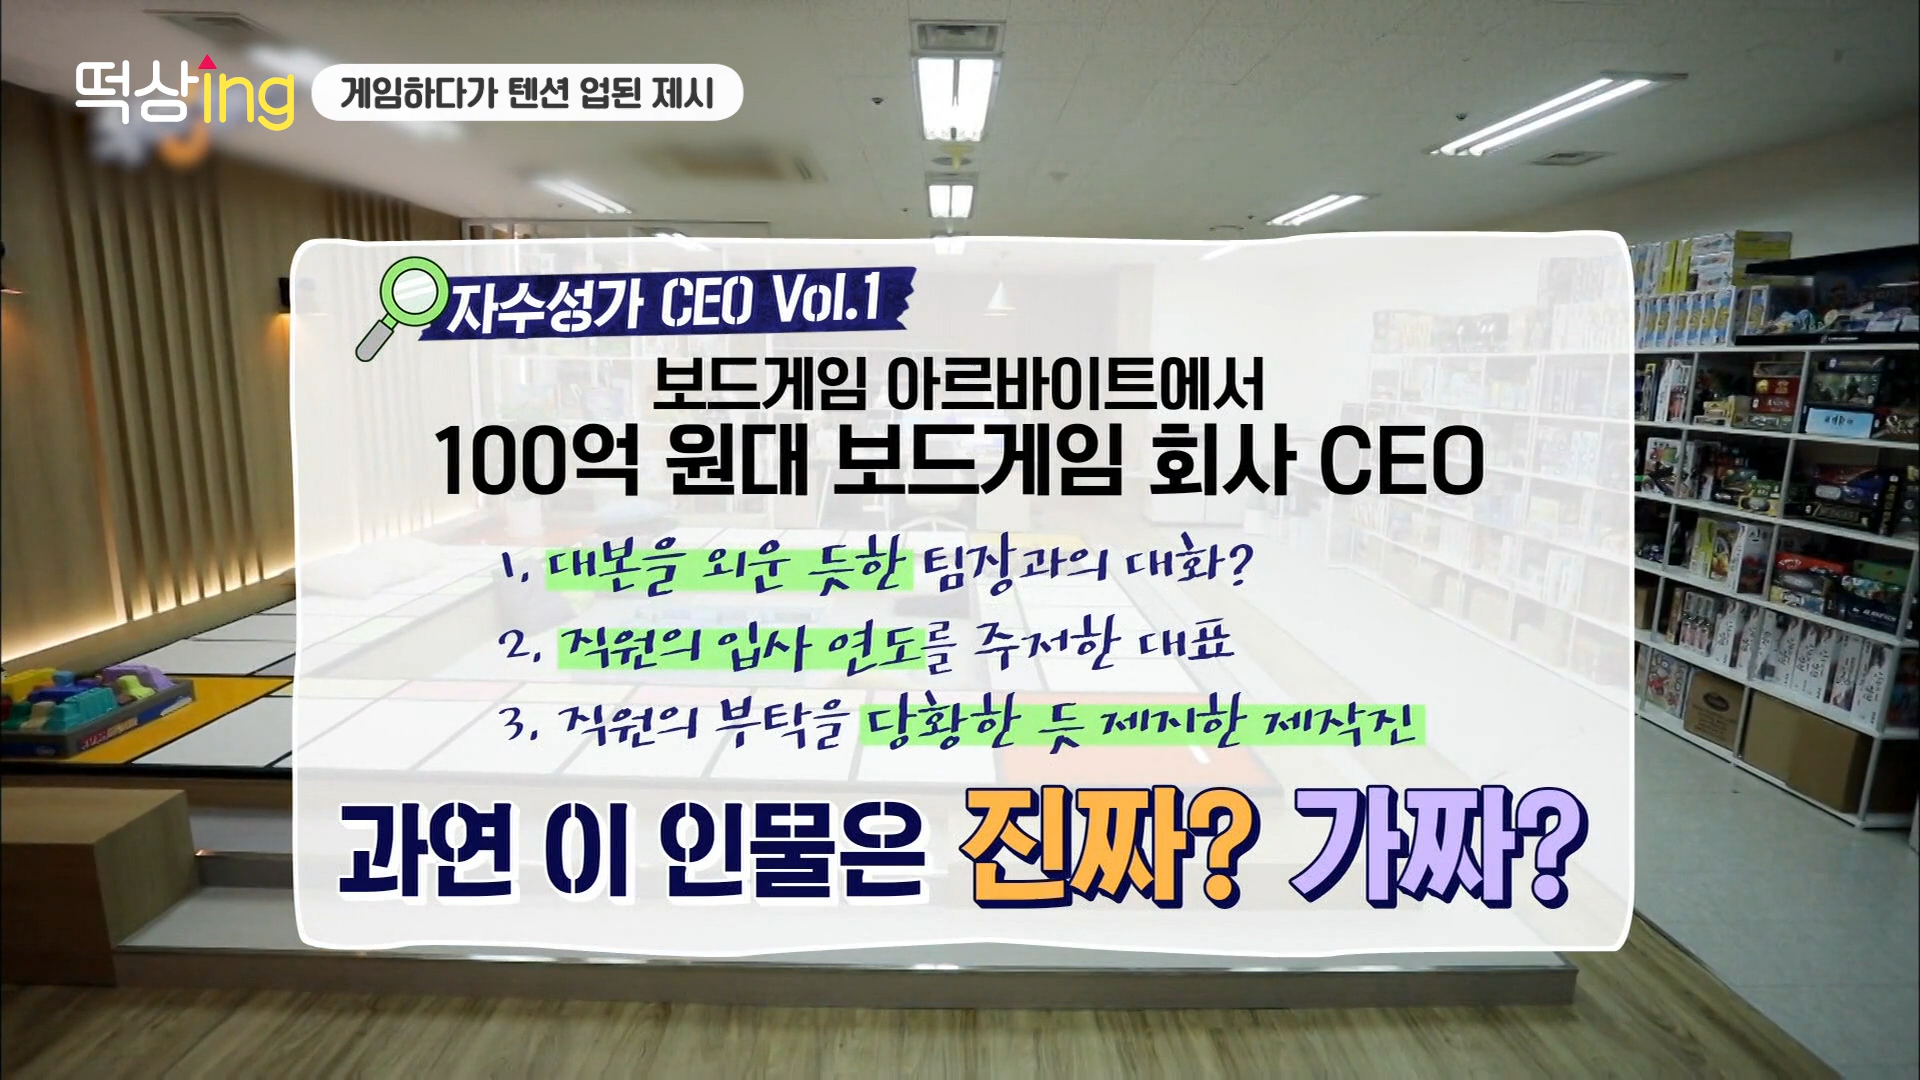 떡상ing
게임하다가 텐션 업된 제시
자수성가 CEO Vol.1
보드게임 아르바이트에서
100억 원대 보드게임 회사 CEO
1. 대본을 외운 듯한 팀장과의 대화?
2. 직원의 입사 연도를 주저한 대표
3. 직원의 부탁을 당황한 듯 제지한 제작진
과연 이 인물은 진짜? 가짜?